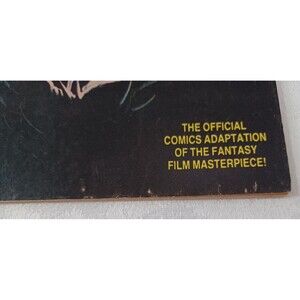 THE OFFICIAL
COMICS ADAPTATION
OF THE FANTASY
FILM MASTERPIECE!